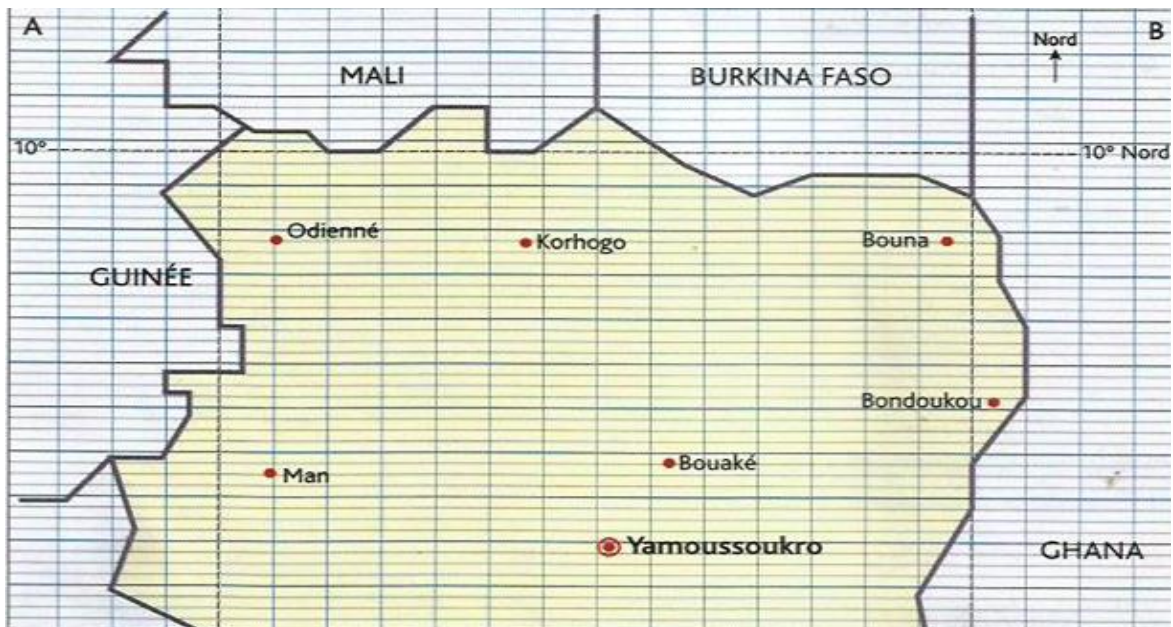 A
B
Nord
MALI
BURKINA FASO
10°
10° Nord
Odienné
Korhogo
Bouna
GUINÉE
Bondoukou
Bouaké
Man
Yamoussoukro
GHANA